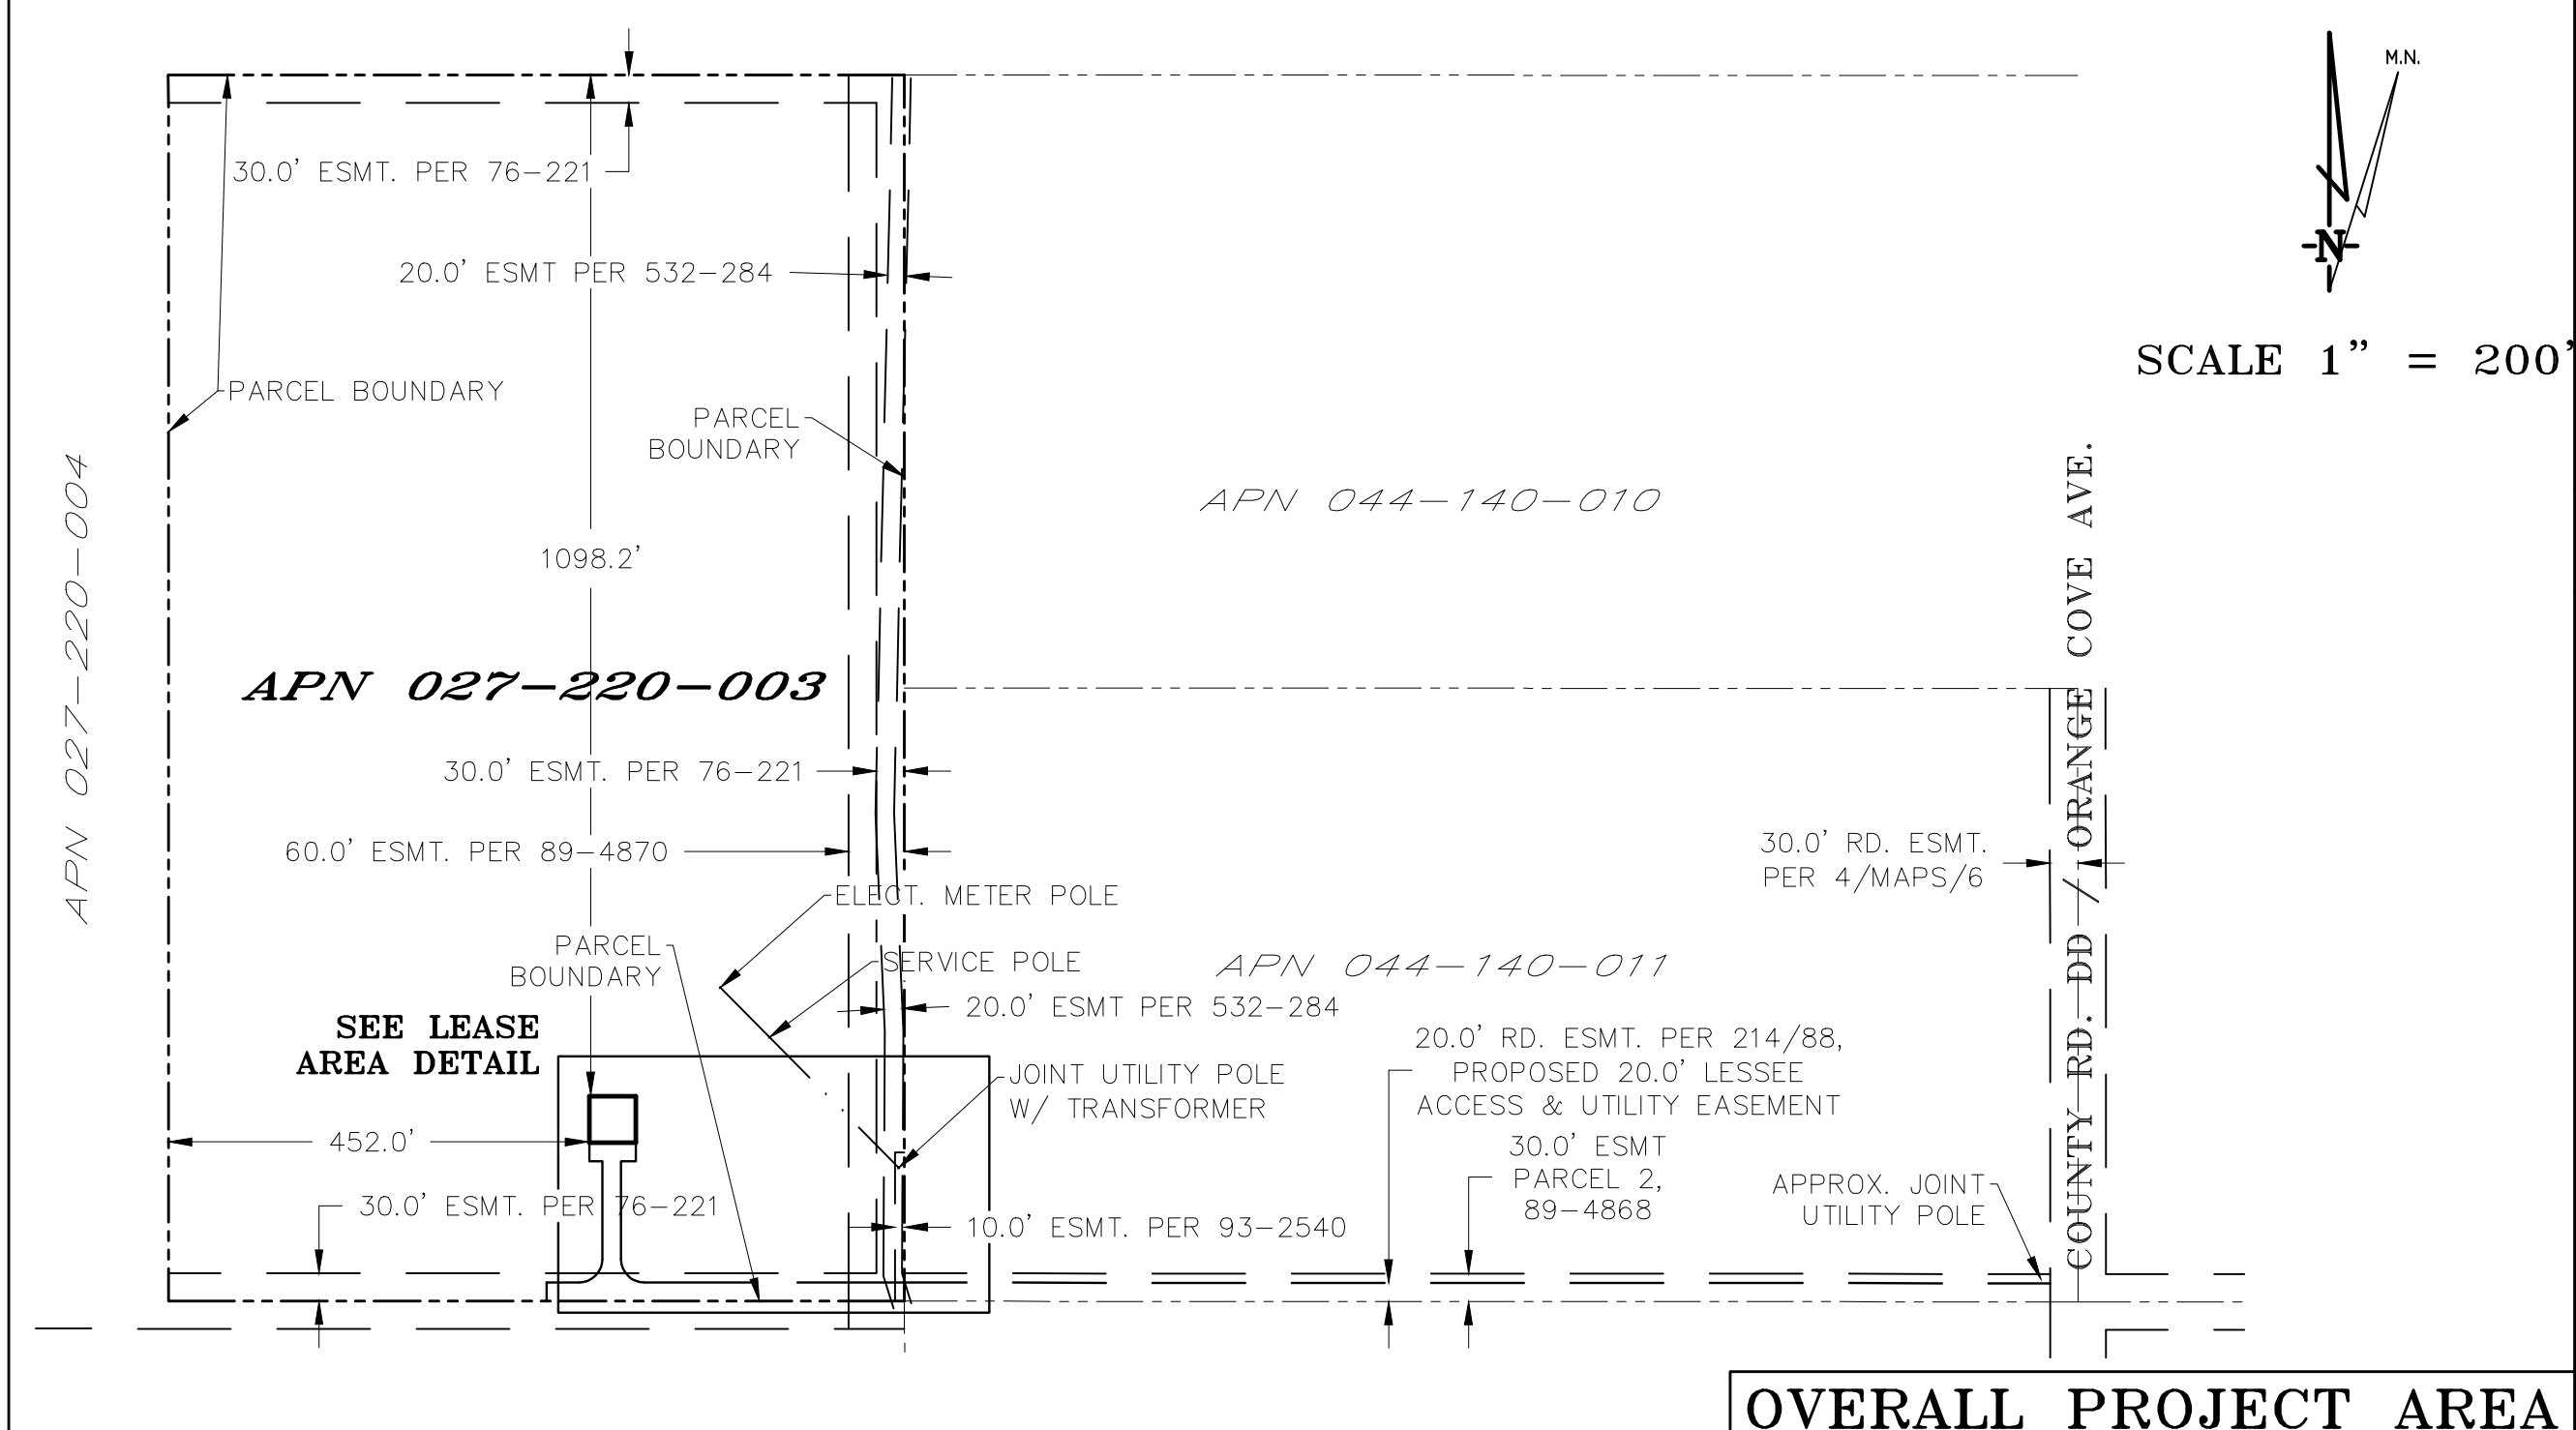 M.N.
-N-
SCALE 1” = 200’
30.0’ ESMT. PER 76-221
20.0’ ESMT PER 532-284
PARCEL BOUNDARY
PARCEL
BOUNDARY
APN 027-220-004
APN 044-140-010
1098.2’
APN 027-220-003
30.0’ ESMT. PER 76-221
60.0’ ESMT. PER 89-4870
30.0’ RD. ESMT.
PER 4/MAPS/6
COUNTY RD. DD / ORANGE COVE AVE.
ELECT. METER POLE
PARCEL
BOUNDARY
SERVICE POLE
APN 044-140-011
20.0’ ESMT PER 532-284
SEE LEASE
AREA DETAIL
20.0’ RD. ESMT. PER 214/88,
PROPOSED 20.0’ LESSEE
ACCESS & UTILITY EASEMENT
JOINT UTILITY POLE
W/ TRANSFORMER
452.0’
30.0’ ESMT
PARCEL 2,
89-4868
APPROX. JOINT
UTILITY POLE
30.0’ ESMT. PER 76-221
10.0’ ESMT. PER 93-2540
OVERALL PROJECT AREA